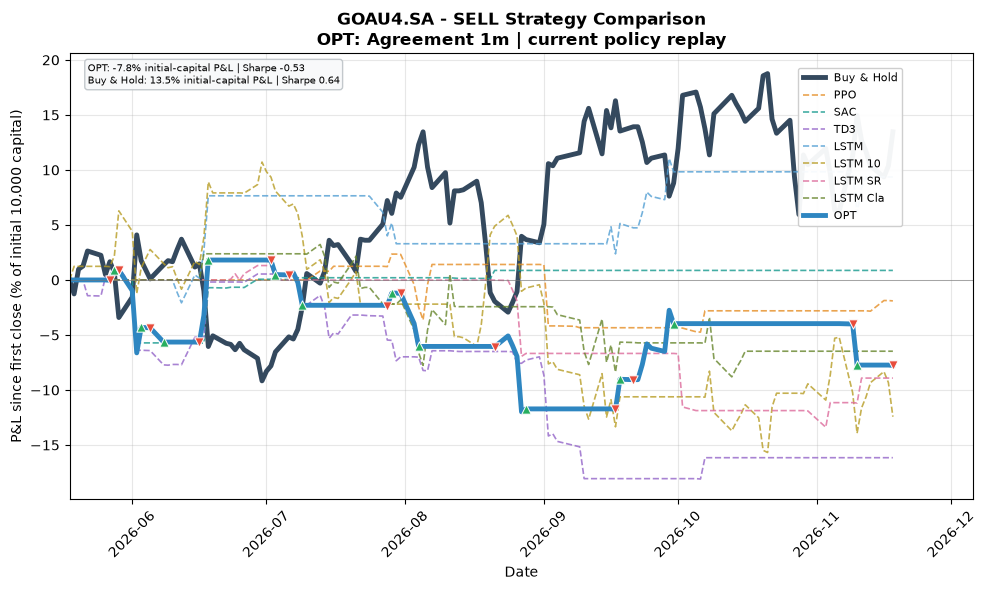 GOAU4.SA - SELL Strategy Comparison
OPT: Agreement 1m | current policy replay
OPT: -7.8% initial-capital P&L | Sharpe -0.53
Buy & Hold: 13.5% initial-capital P&L | Sharpe 0.64
Buy & Hold
PPO
SAC
TD3
LSTM
LSTM 10
LSTM SR
LSTM Cla
OPT
P&L since first close (% of initial 10,000 capital)
20
15
10
5
0
−5
−10
−15
2026-06
2026-07
2026-08
2026-09
2026-10
2026-11
2026-12
Date